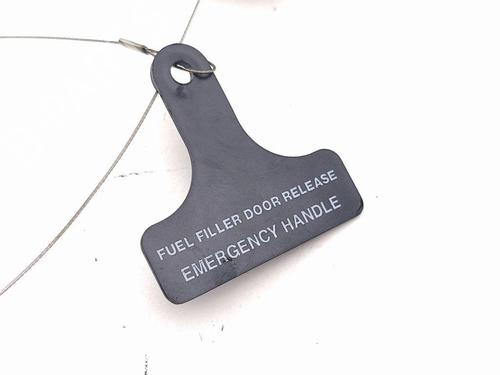 FUEL FILLER DOOR RELEASE
EMERGENCY HANDLE